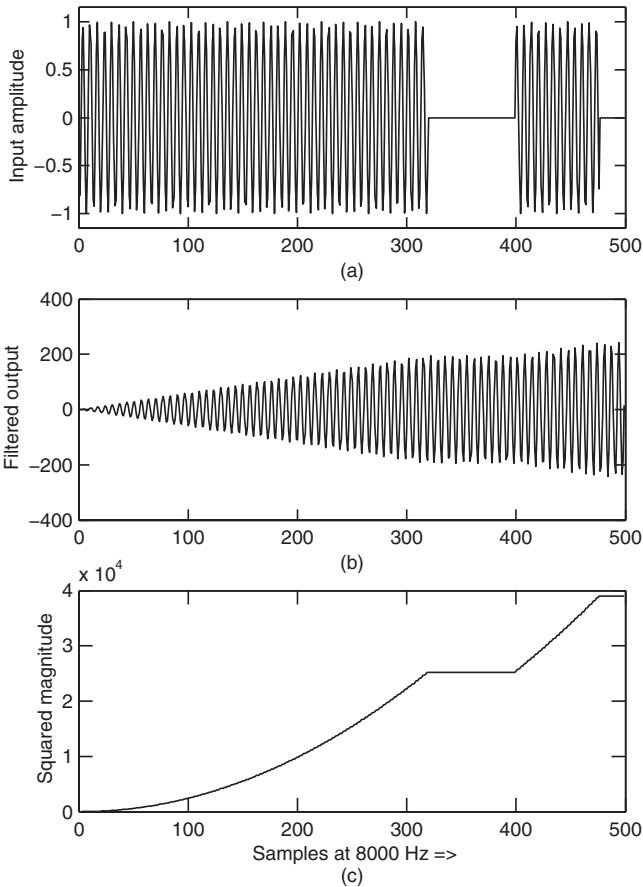 1
0.5
0
−0.5
−1
Input amplitude
0 100 200 300 400 500
(a)
400
200
0
−200
−400
Filtered output
0 100 200 300 400 500
(b)
x 10⁴
4
3
2
1
0
Squared magnitude
0 100 200 300 400 500
Samples at 8000 Hz =>
(c)